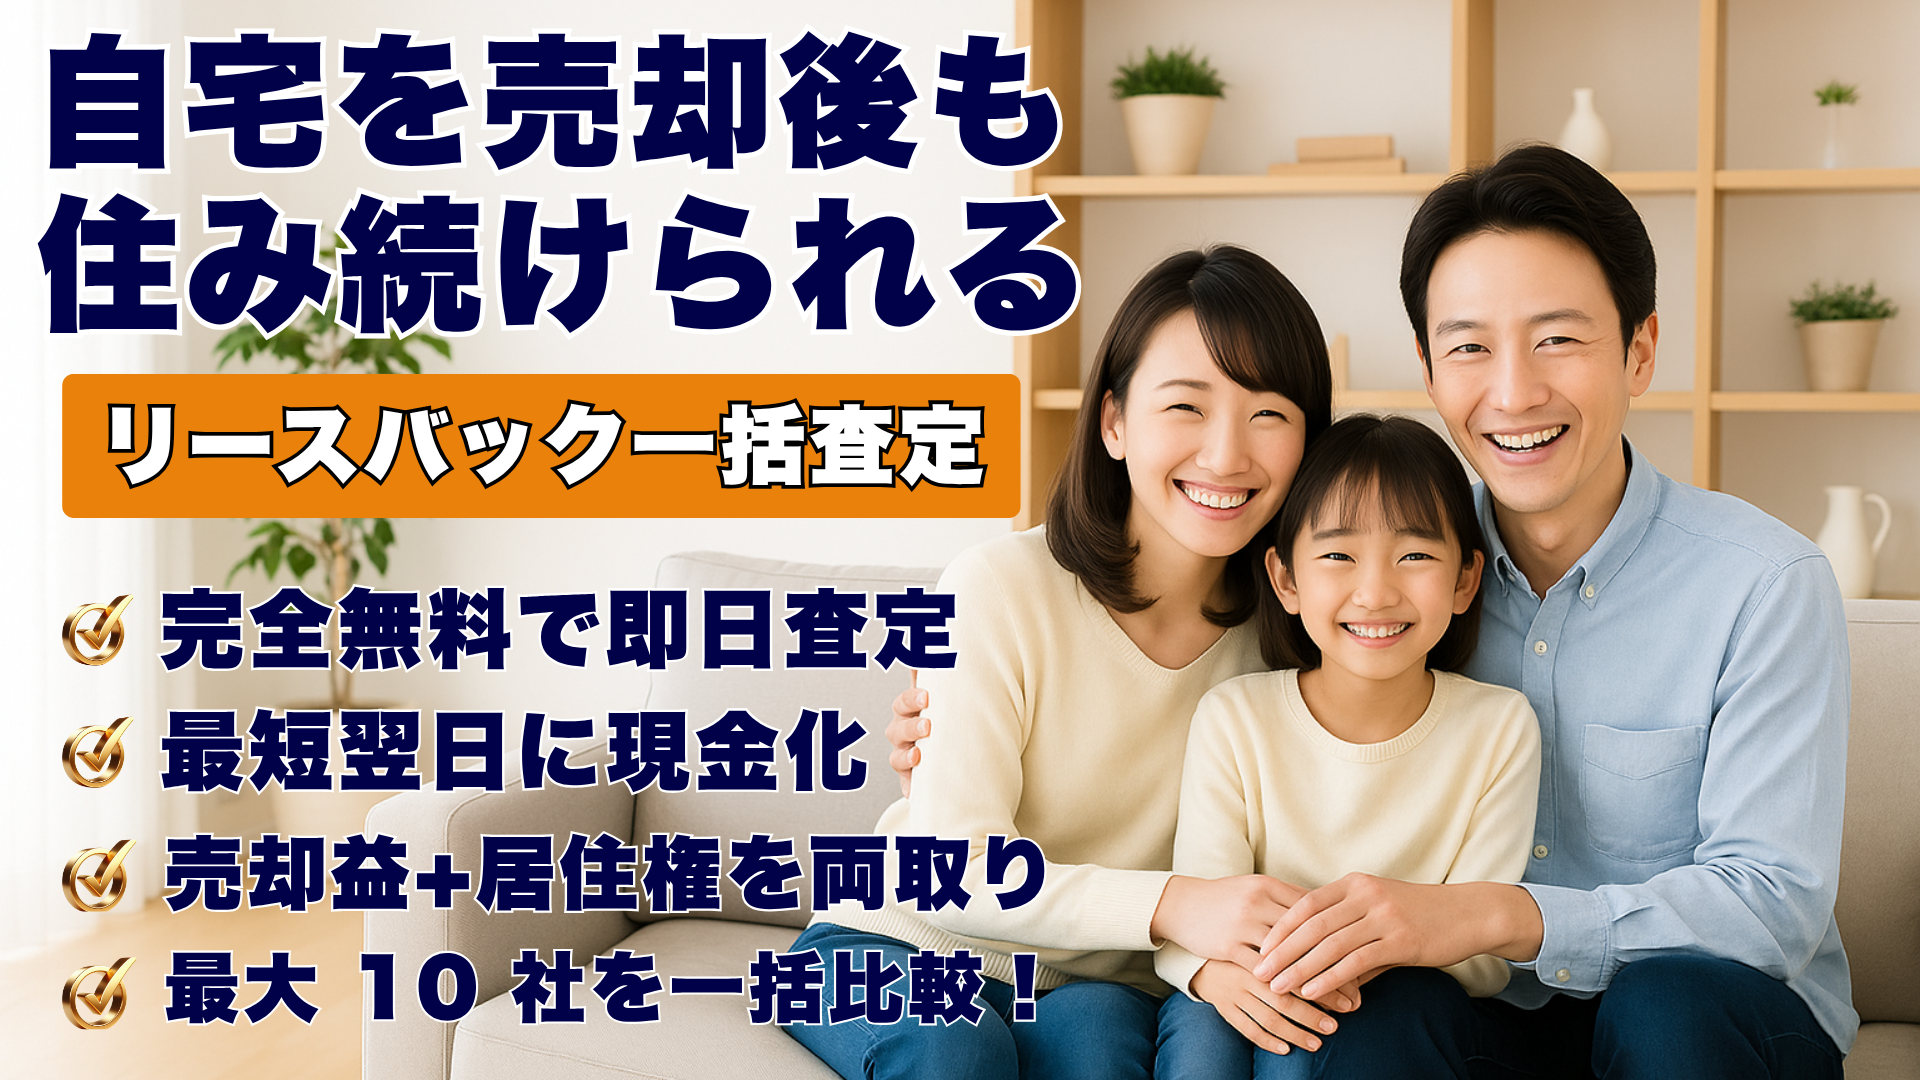 自宅を売却後も
住み続けられる
リースバック一括査定
完全無料で即日査定
最短翌日に現金化
売却益+居住権を両取り
最大 10 社を一括比較！